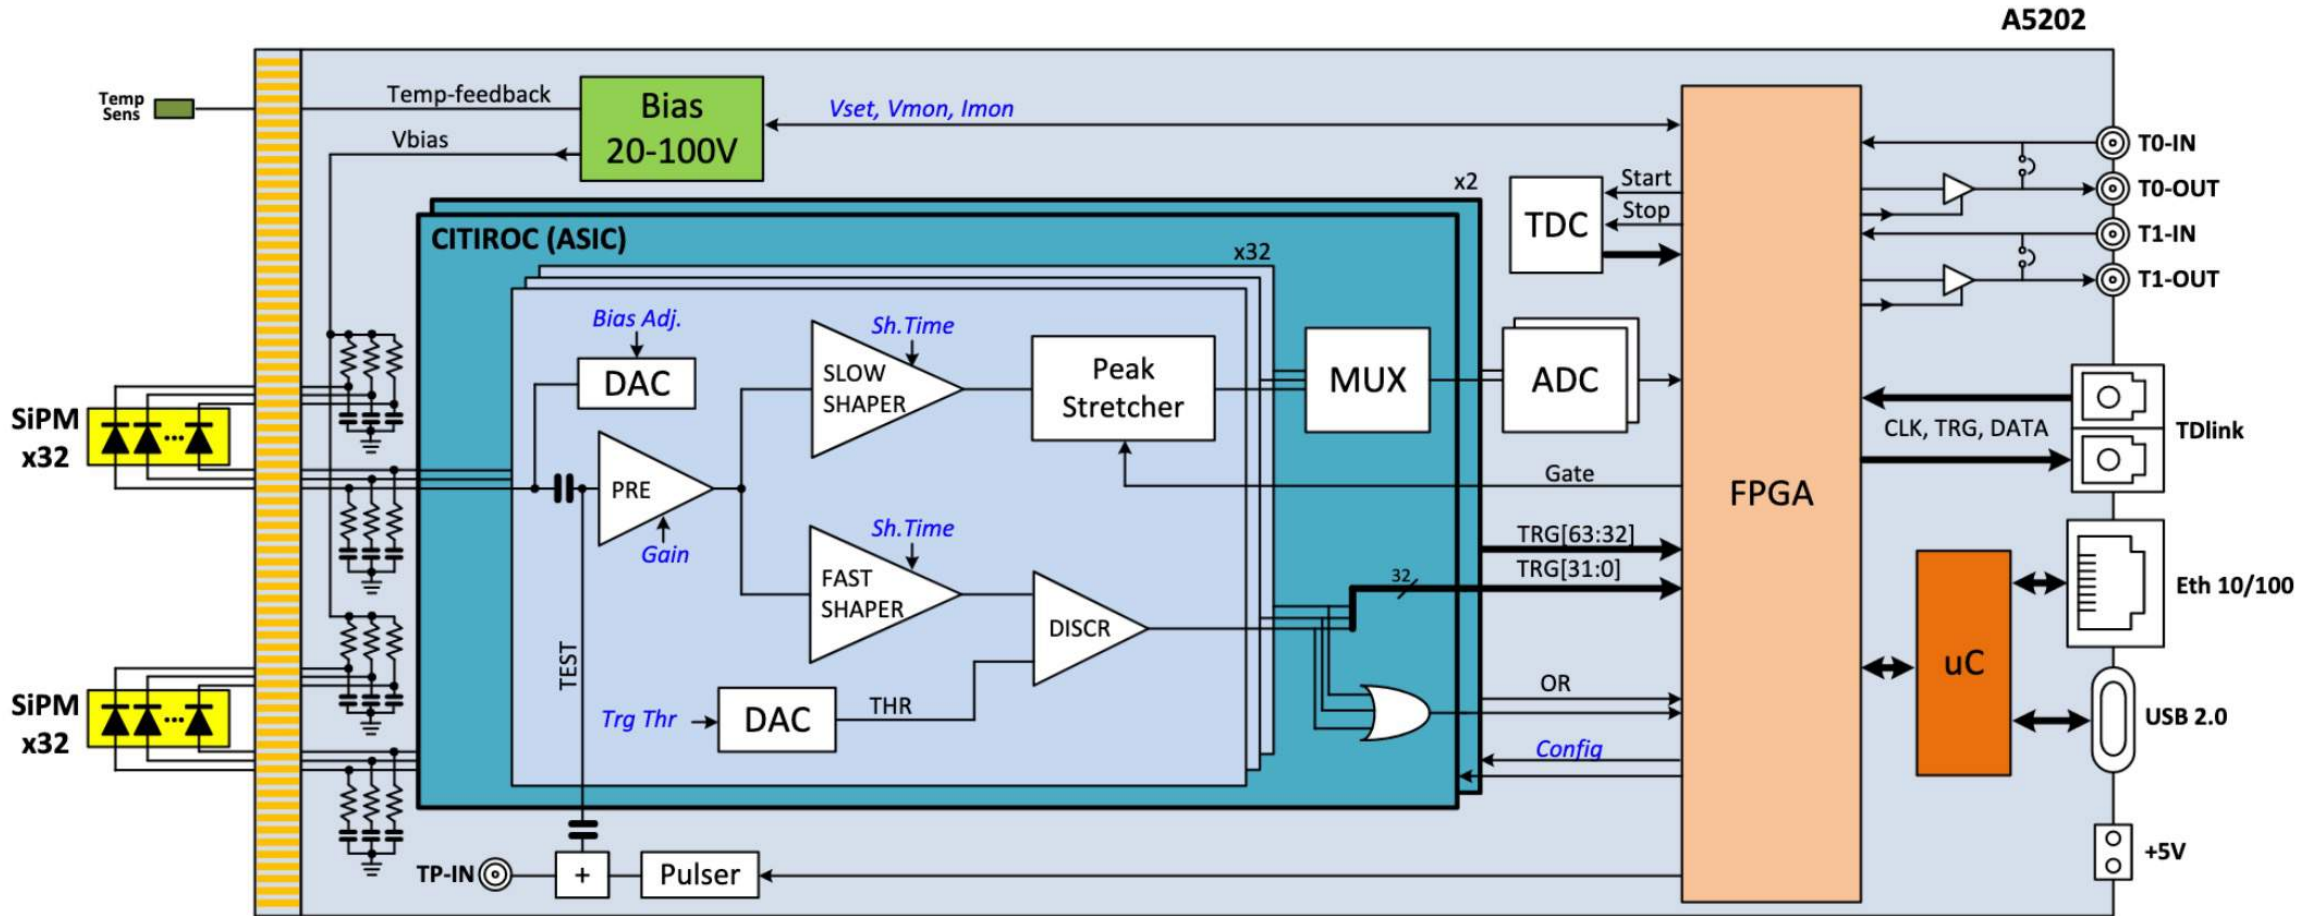 A5202
Temp
Sens
Temp-feedback
Vbias
Bias
20-100V
Vset, Vmon, Imon
T0-IN
T0-OUT
T1-IN
T1-OUT
Start
Stop
TDC
x2
CITIROC (ASIC)
x32
Bias Adj.
DAC
Sh.Time
SLOW
SHAPER
Peak
Stretcher
MUX
ADC
FPGA
CLK, TRG, DATA
TDlink
SiPM
x32
PRE
Gain
Gate
Sh.Time
FAST
SHAPER
DISCR
TRG[63:32]
TRG[31:0]
32
Eth 10/100
uC
TEST
Trg Thr
DAC
THR
OR
Config
SiPM
x32
USB 2.0
TP-IN
+
Pulser
+5V